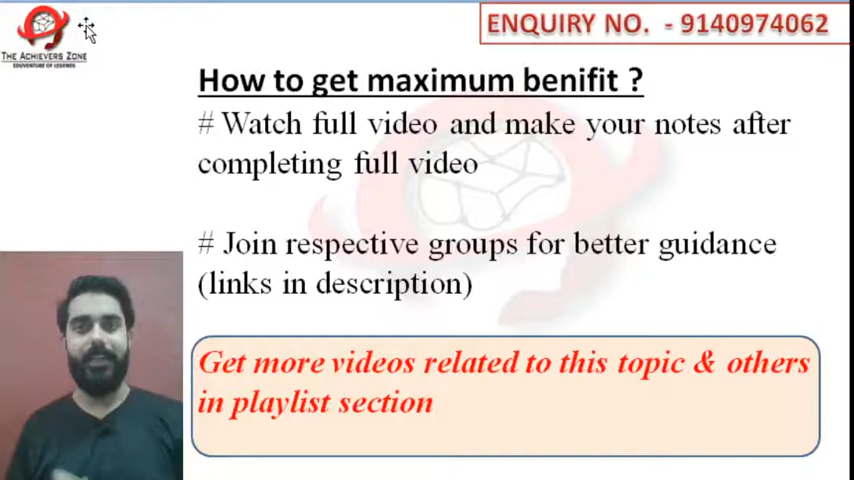 THE ACHIEVERS ZONE
EDUVENTURE OF LEGENDS
ENQUIRY NO. - 9140974062
How to get maximum benifit ?
# Watch full video and make your notes after
completing full video
# Join respective groups for better guidance
(links in description)
Get more videos related to this topic & others
in playlist section